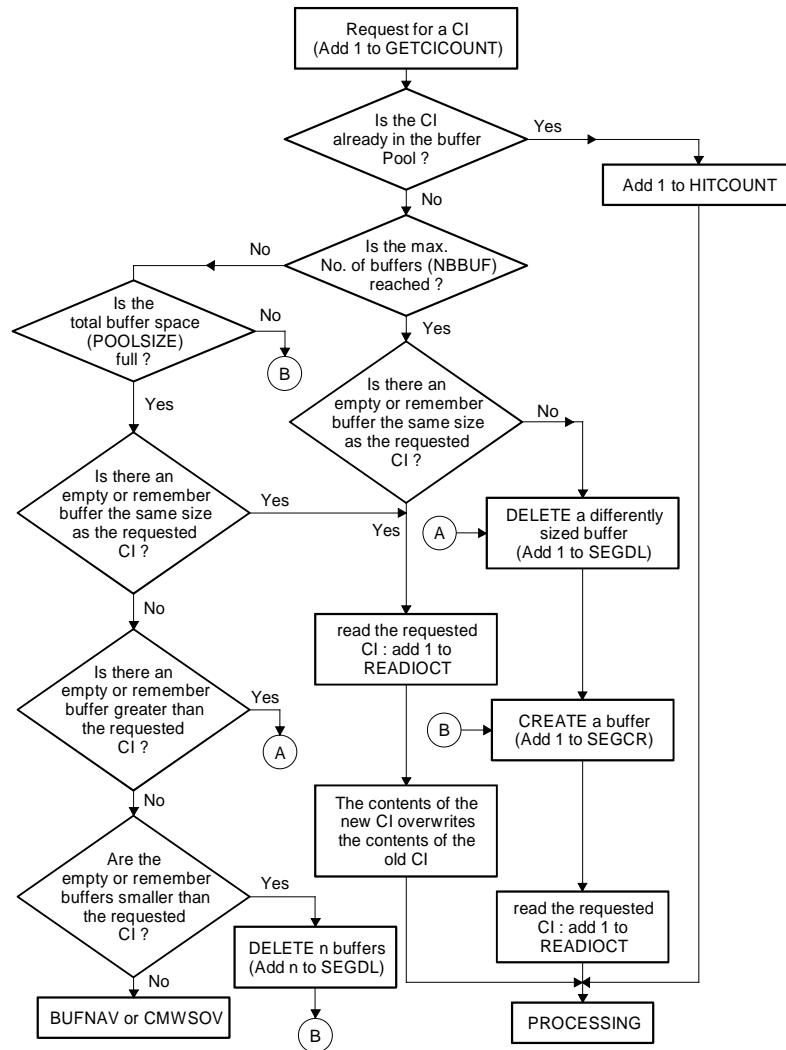 Request for a CI
(Add 1 to GETCICOUNT)
Is the CI
already in the buffer
Pool ?
Yes
Add 1 to HITCOUNT
No
Is the max.
No. of buffers (NBBUF)
reached ?
No
Is the
total buffer space
(POOLSIZE)
full ?
No
B
Yes
Yes
Is there an
empty or remember
buffer the same size
as the requested
CI ?
No
Is there an
empty or remember
buffer the same size
as the requested
CI ?
Yes
Yes
A
DELETE a differently
sized buffer
(Add 1 to SEGDL)
No
read the requested
CI : add 1 to
READIOCT
Is there an
empty or remember
buffer greater than
the requested
CI ?
Yes
A
B
CREATE a buffer
(Add 1 to SEGCR)
No
The contents of the
new CI overwrites
the contents of the
old CI
Are the
empty or remember
buffers smaller than
the requested
CI ?
Yes
DELETE n buffers
(Add n to SEGDL)
B
read the requested
CI : add 1 to
READIOCT
No
BUFNAV or CMWSOV
PROCESSING